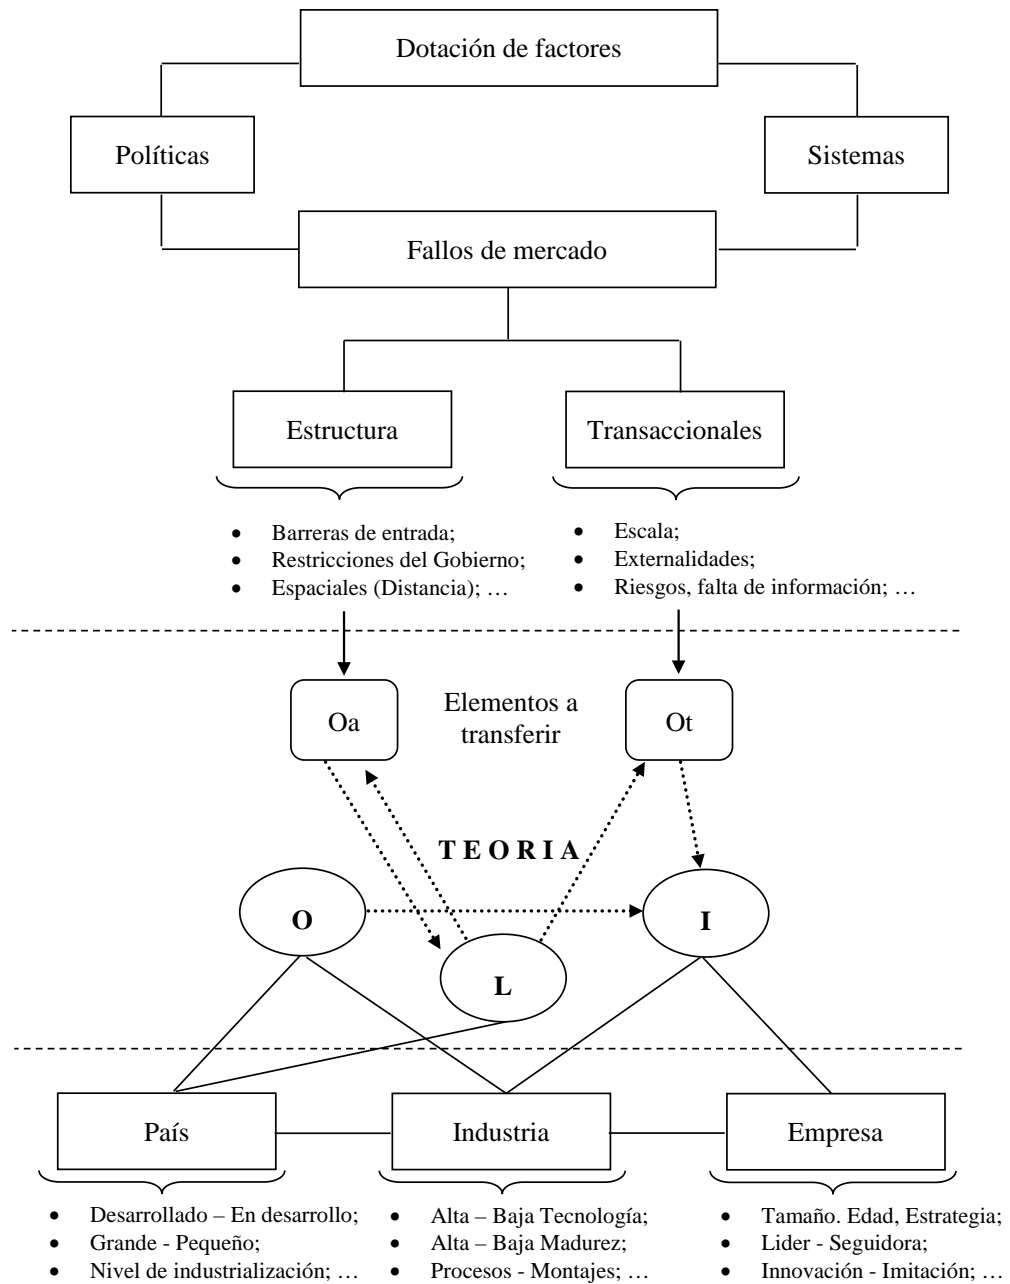 Dotación de factores
Políticas
Sistemas
Fallos de mercado
Estructura
Transaccionales
• Barreras de entrada;
• Restricciones del Gobierno;
• Espaciales (Distancia); …
• Escala;
• Externalidades;
• Riesgos, falta de información; …
Oa
Elementos a
transferir
Ot
T E O R I A
O
I
L
País
Industria
Empresa
• Desarrollado – En desarrollo;
• Grande - Pequeño;
• Nivel de industrialización; …
• Alta – Baja Tecnología;
• Alta – Baja Madurez;
• Procesos - Montajes; …
• Tamaño. Edad, Estrategia;
• Lider - Seguidora;
• Innovación - Imitación; …